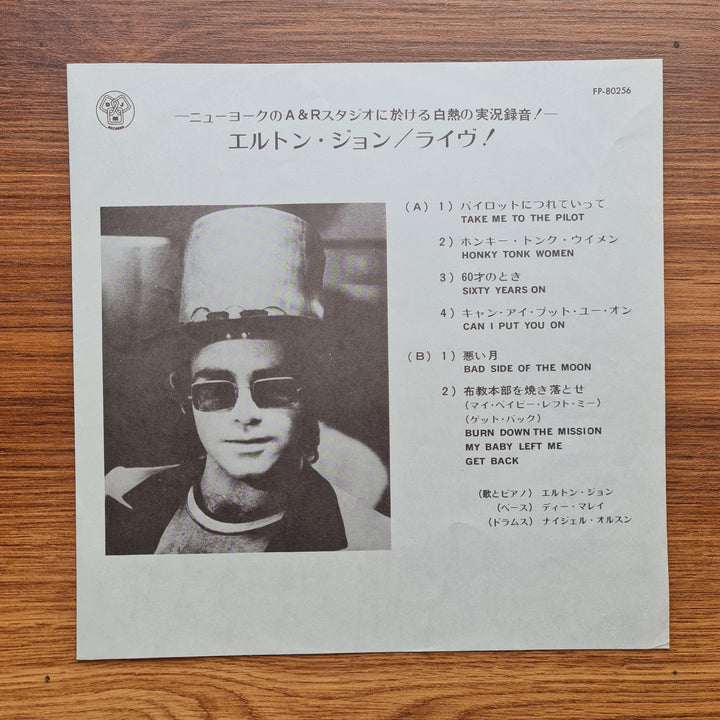 D J M
RECORDS
FP-80256
—ニューヨークのA&Rスタジオに於ける白熱の実況録音!—
エルトン・ジョン/ライヴ!
(A) 1) パイロットにつれていって
TAKE ME TO THE PILOT
2) ホンキー・トンク・ウイメン
HONKY TONK WOMEN
3) 60才のとき
SIXTY YEARS ON
4) キャン・アイ・プット・ユー・オン
CAN I PUT YOU ON
(B) 1) 悪い月
BAD SIDE OF THE MOON
2) 布教本部を焼き落とせ
(マイ・ベイビー・レフト・ミー)
(ゲット・バック)
BURN DOWN THE MISSION
MY BABY LEFT ME
GET BACK
(歌とピアノ) エルトン・ジョン
(ベース) ディー・マレイ
(ドラムス) ナイジェル・オルスン